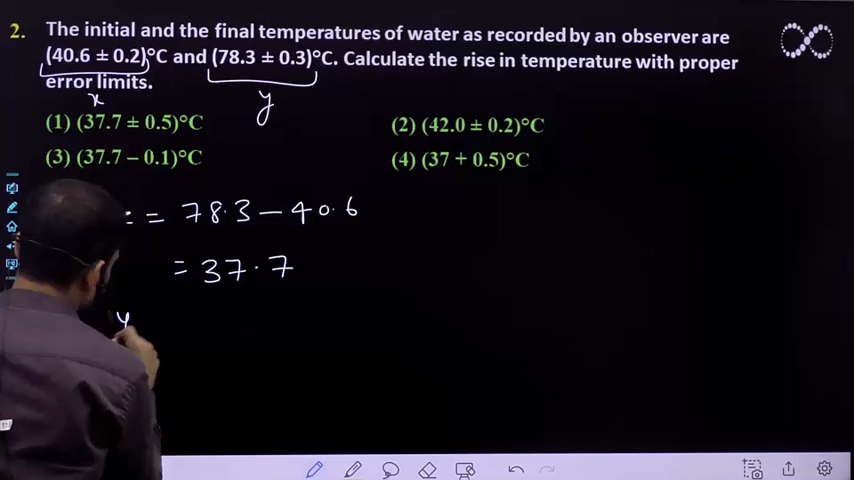 2. The initial and the final temperatures of water as recorded by an observer are
(40.6 ± 0.2)°C and (78.3 ± 0.3)°C. Calculate the rise in temperature with proper
error limits.
x
y
(1) (37.7 ± 0.5)°C
(2) (42.0 ± 0.2)°C
(3) (37.7 – 0.1)°C
(4) (37 + 0.5)°C
= 78.3 – 40.6
= 37.7
y